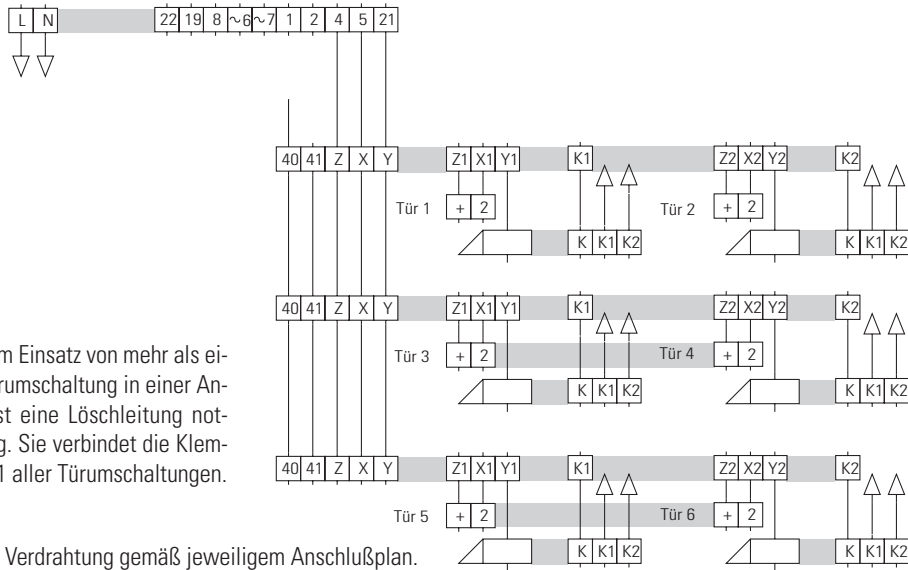 L N 22 19 8 ~6 ~7 1 2 4 5 21
40 41 Z X Y Z1 X1 Y1 K1 Z2 X2 Y2 K2
Tür 1 + 2 Tür 2 + 2
K K1 K2 K K1 K2
40 41 Z X Y Z1 X1 Y1 K1 Z2 X2 Y2 K2
Tür 3 + 2 Tür 4 + 2
K K1 K2 K K1 K2
m Einsatz von mehr als ei-
rumschaltung in einer An-
st eine Löschleitung not-
g. Sie verbindet die Klem-
1 aller Türumschaltungen.
40 41 Z X Y Z1 X1 Y1 K1 Z2 X2 Y2 K2
Tür 5 + 2 Tür 6 + 2
K K1 K2 K K1 K2
Verdrahtung gemäß jeweiligem Anschlußplan.